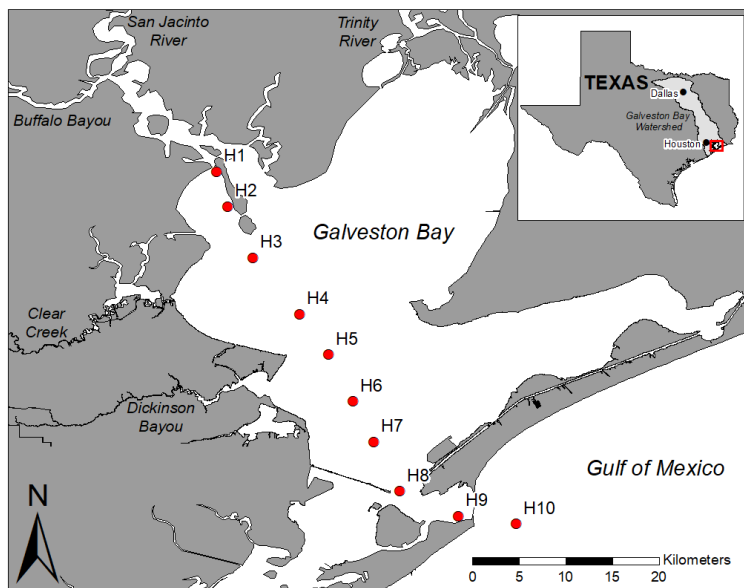 San Jacinto
River
Trinity
River
Buffalo Bayou
TEXAS
Dallas
Galveston Bay
Watershed
Houston
H1
H2
Galveston Bay
H3
Clear
Creek
H4
H5
Dickinson
Bayou
H6
H7
Gulf of Mexico
H8
H9
H10
N
Kilometers
0 5 10 15 20